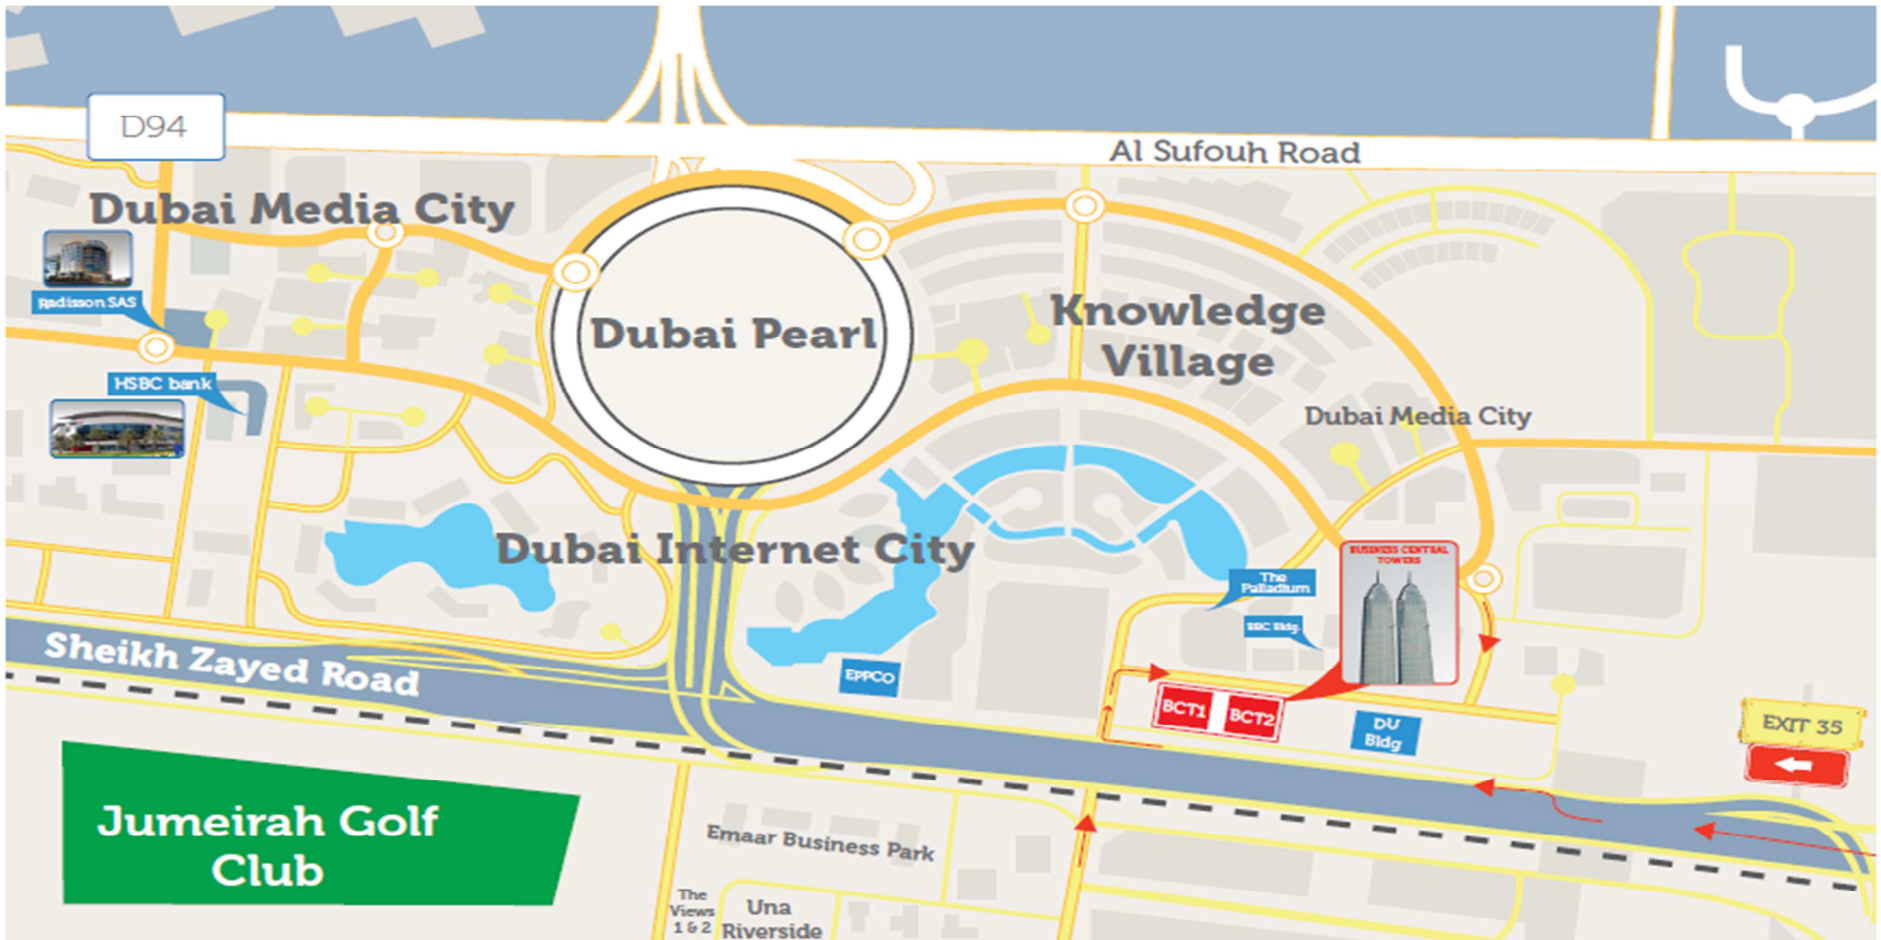 D94
Al Sufouh Road
Dubai Media City
Radisson SAS
Dubai Pearl
Knowledge
Village
HSBC bank
Dubai Media City
Dubai Internet City
BUSINESS CENTRAL
TOWERS
The
Palladium
BBC Bldg.
Sheikh Zayed Road
EPPCO
BCT1
BCT2
DU
Bldg
EXIT 35
Jumeirah Golf
Club
Emaar Business Park
The
Views
1 & 2
Una
Riverside